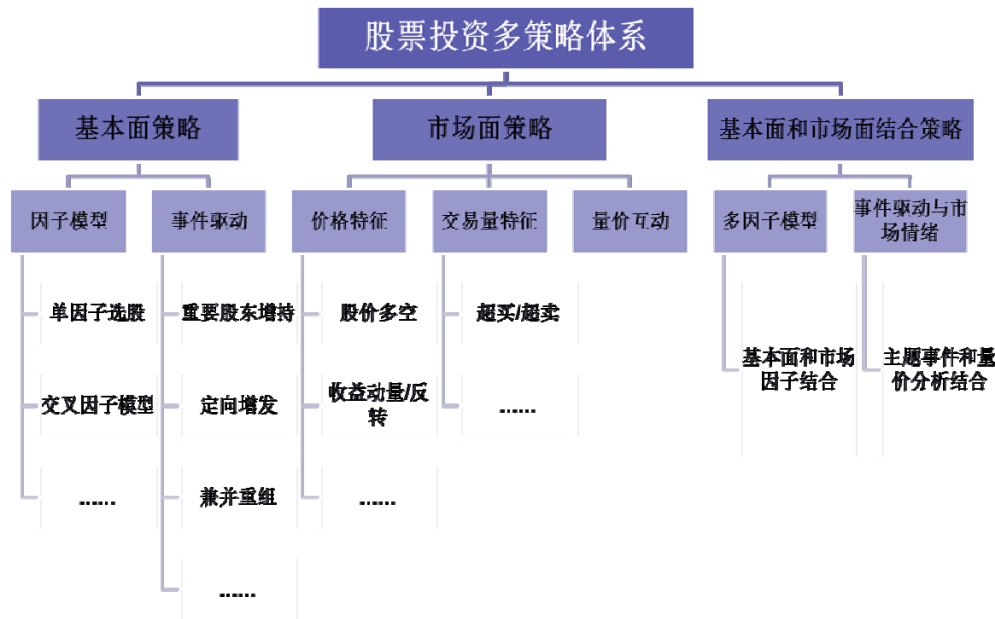 股票投资多策略体系
基本面策略
市场面策略
基本面和市场面结合策略
因子模型
事件驱动
价格特征
交易量特征
量价互动
多因子模型
事件驱动与市
场情绪
单因子选股
重要股东增持
股价多空
超买/超卖
基本面和市场
因子结合
主题事件和量
价分析结合
交叉因子模型
定向增发
收益动量/反
转
……
……
兼并重组
……
……